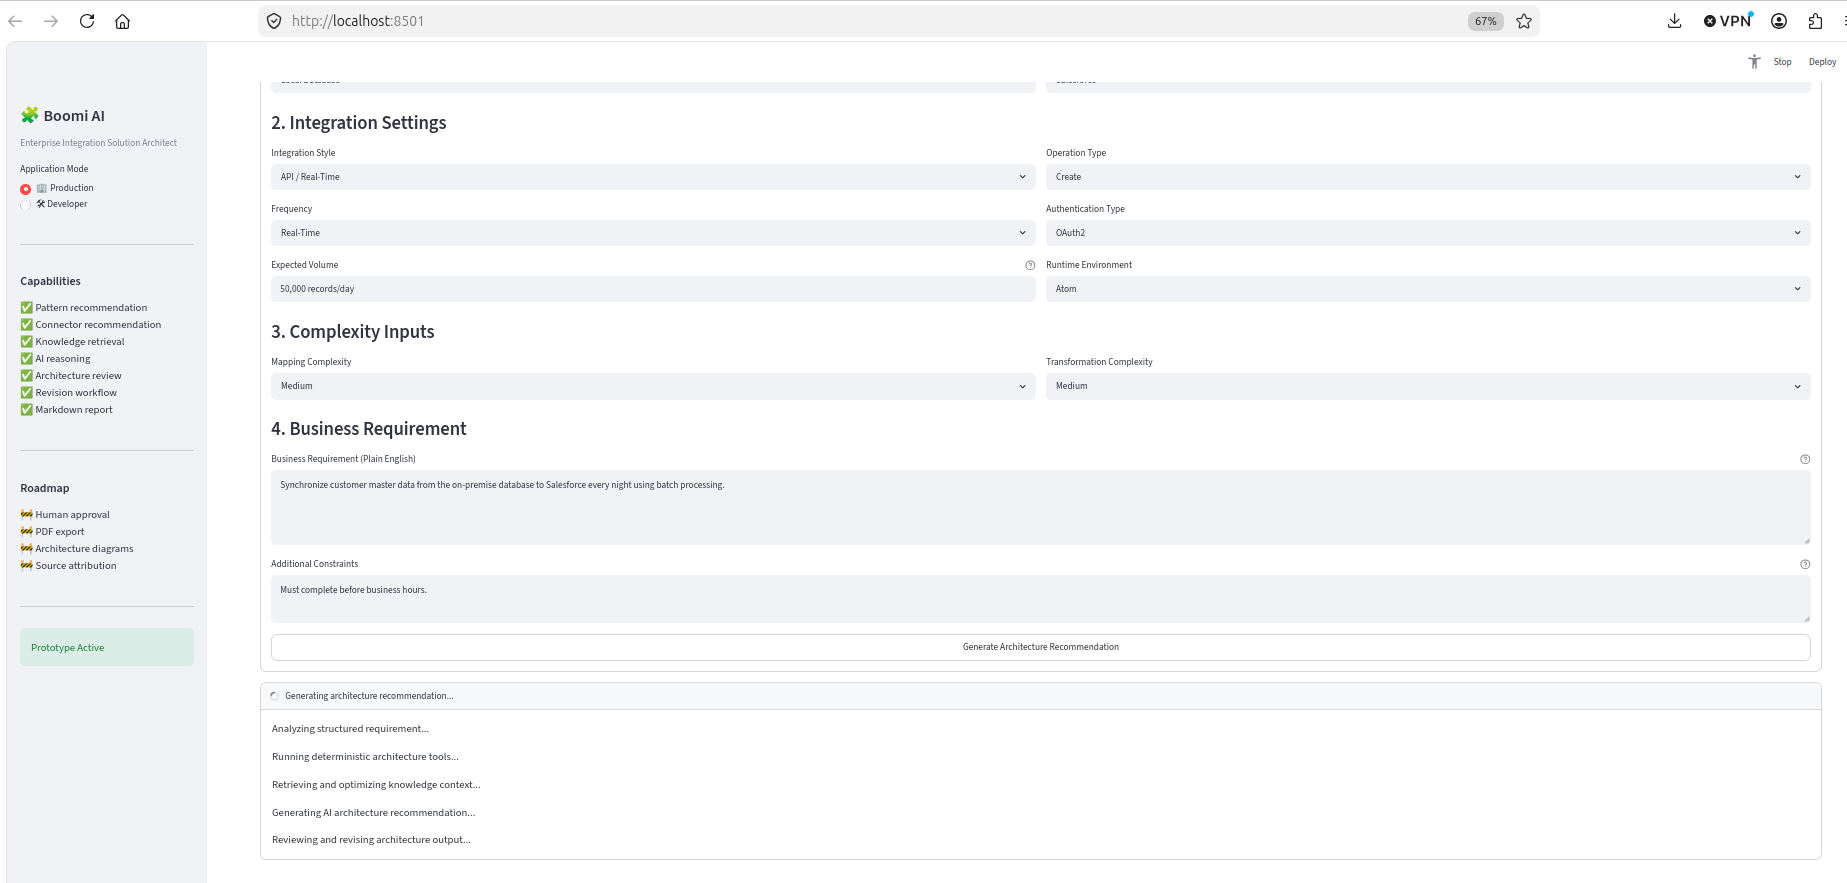 http://localhost:8501
67%
VPN
Stop
Deploy
🧩 Boomi AI
Enterprise Integration Solution Architect
Application Mode
🏢 Production
🛠 Developer
Capabilities
✅ Pattern recommendation
✅ Connector recommendation
✅ Knowledge retrieval
✅ AI reasoning
✅ Architecture review
✅ Revision workflow
✅ Markdown report
Roadmap
🚧 Human approval
🚧 PDF export
🚧 Architecture diagrams
🚧 Source attribution
Prototype Active
2. Integration Settings
Integration Style
Operation Type
API / Real-Time
Create
Frequency
Authentication Type
Real-Time
OAuth2
Expected Volume
Runtime Environment
50,000 records/day
Atom
3. Complexity Inputs
Mapping Complexity
Transformation Complexity
Medium
Medium
4. Business Requirement
Business Requirement (Plain English)
Synchronize customer master data from the on-premise database to Salesforce every night using batch processing.
Additional Constraints
Must complete before business hours.
Generate Architecture Recommendation
Generating architecture recommendation...
Analyzing structured requirement...
Running deterministic architecture tools...
Retrieving and optimizing knowledge context...
Generating AI architecture recommendation...
Reviewing and revising architecture output...